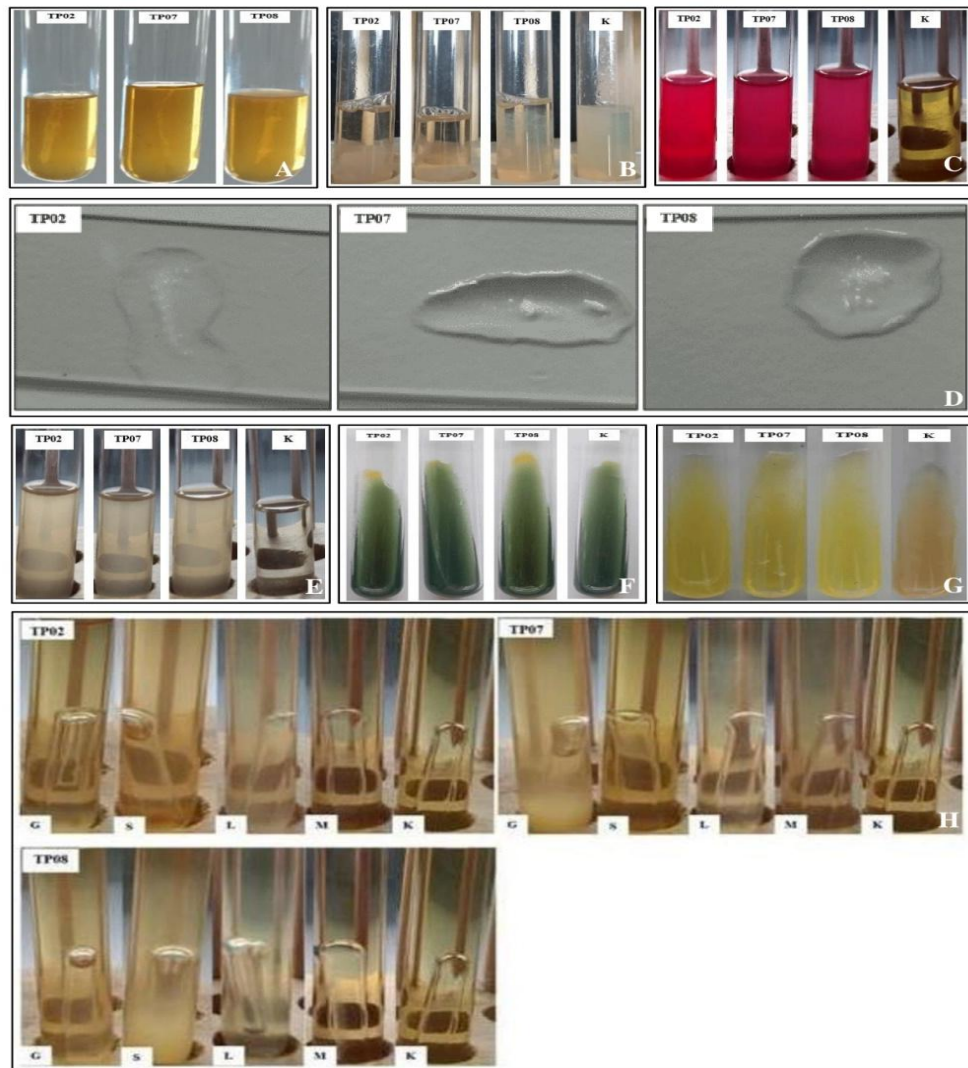 TP02 TP07 TP08
A
TP02 TP07 TP08 K
B
TP02 TP07 TP08 K
C
TP02
TP07
TP08
D
TP02 TP07 TP08 K
E
TP02 TP07 TP08 K
F
TP02 TP07 TP08 K
G
TP02
G S L M K
TP07
G S L M K
H
TP08
G S L M K